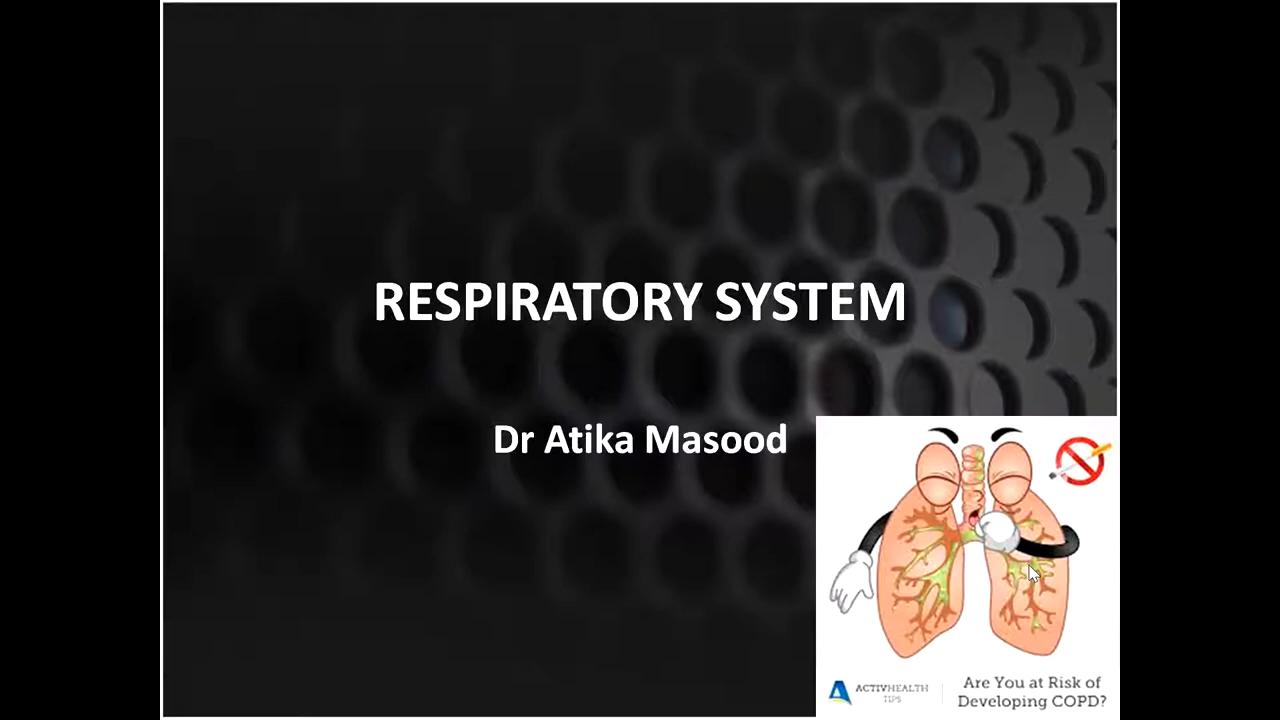 RESPIRATORY SYSTEM
Dr Atika Masood
ACTIVHEALTH
TIPS
Are You at Risk of
Developing COPD?